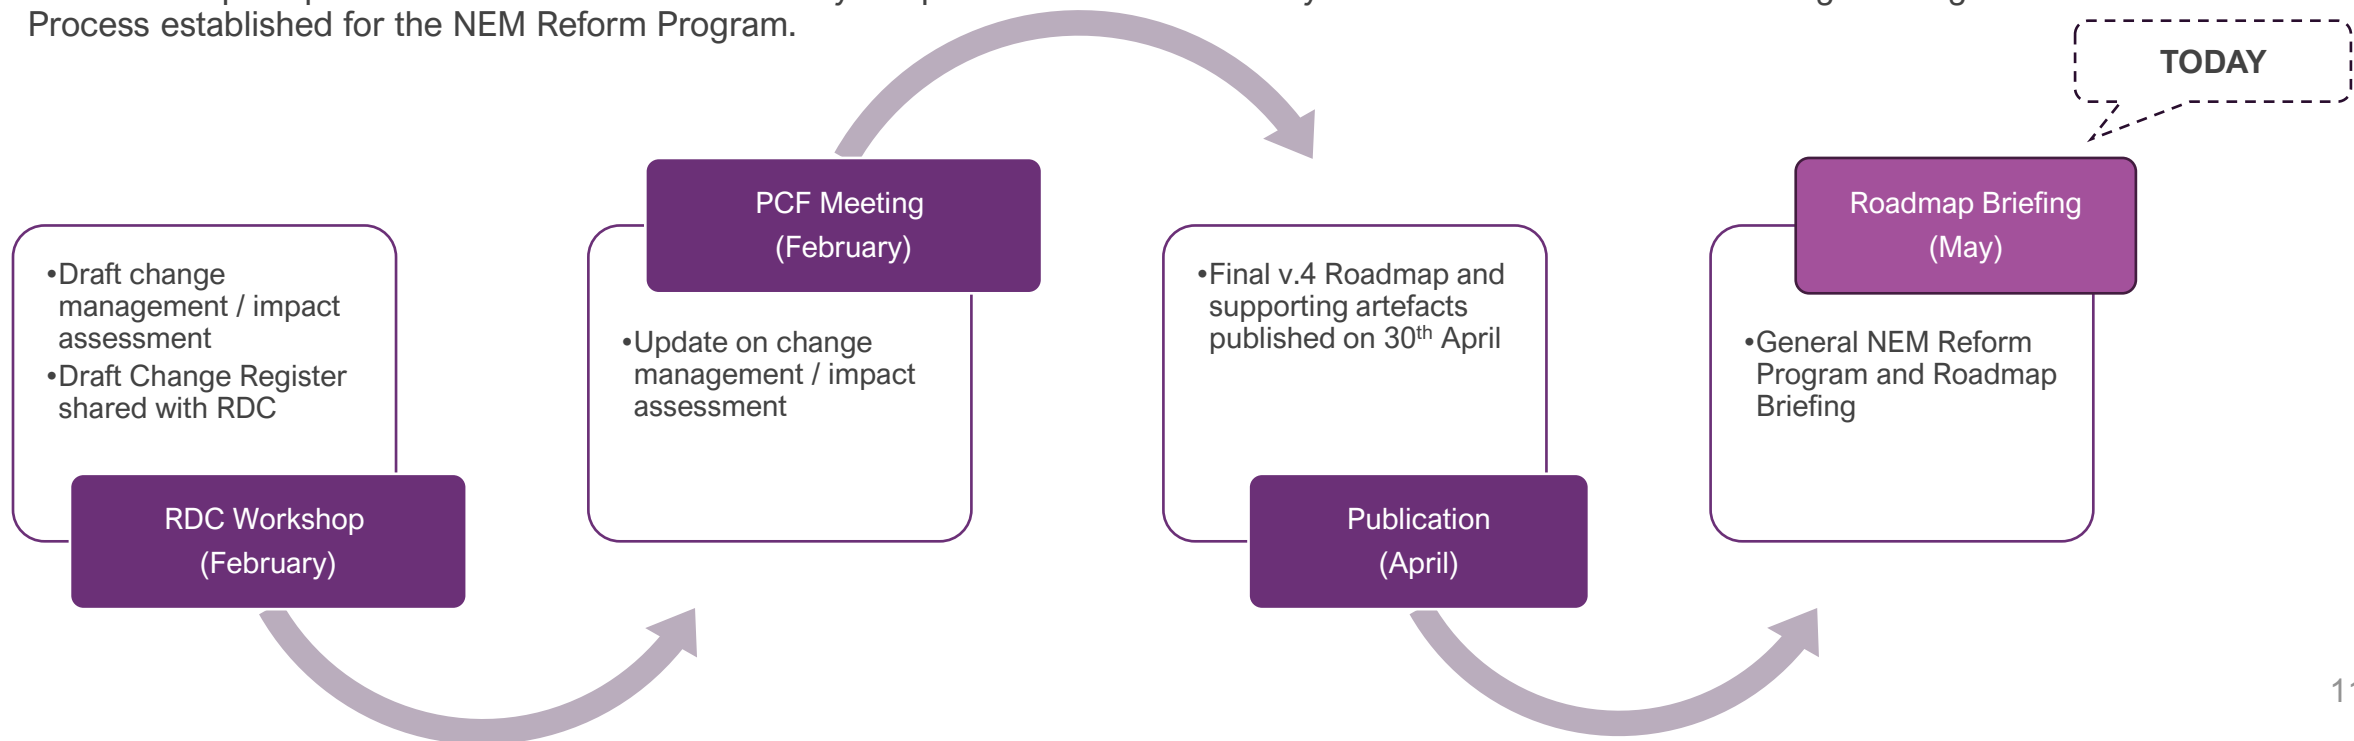 Process established for the NEM Reform Program.
TODAY
•Draft change
management / impact
assessment
•Draft Change Register
shared with RDC
RDC Workshop
(February)
PCF Meeting
(February)
•Update on change
management / impact
assessment
•Final v.4 Roadmap and
supporting artefacts
published on 30th April
Publication
(April)
Roadmap Briefing
(May)
•General NEM Reform
Program and Roadmap
Briefing